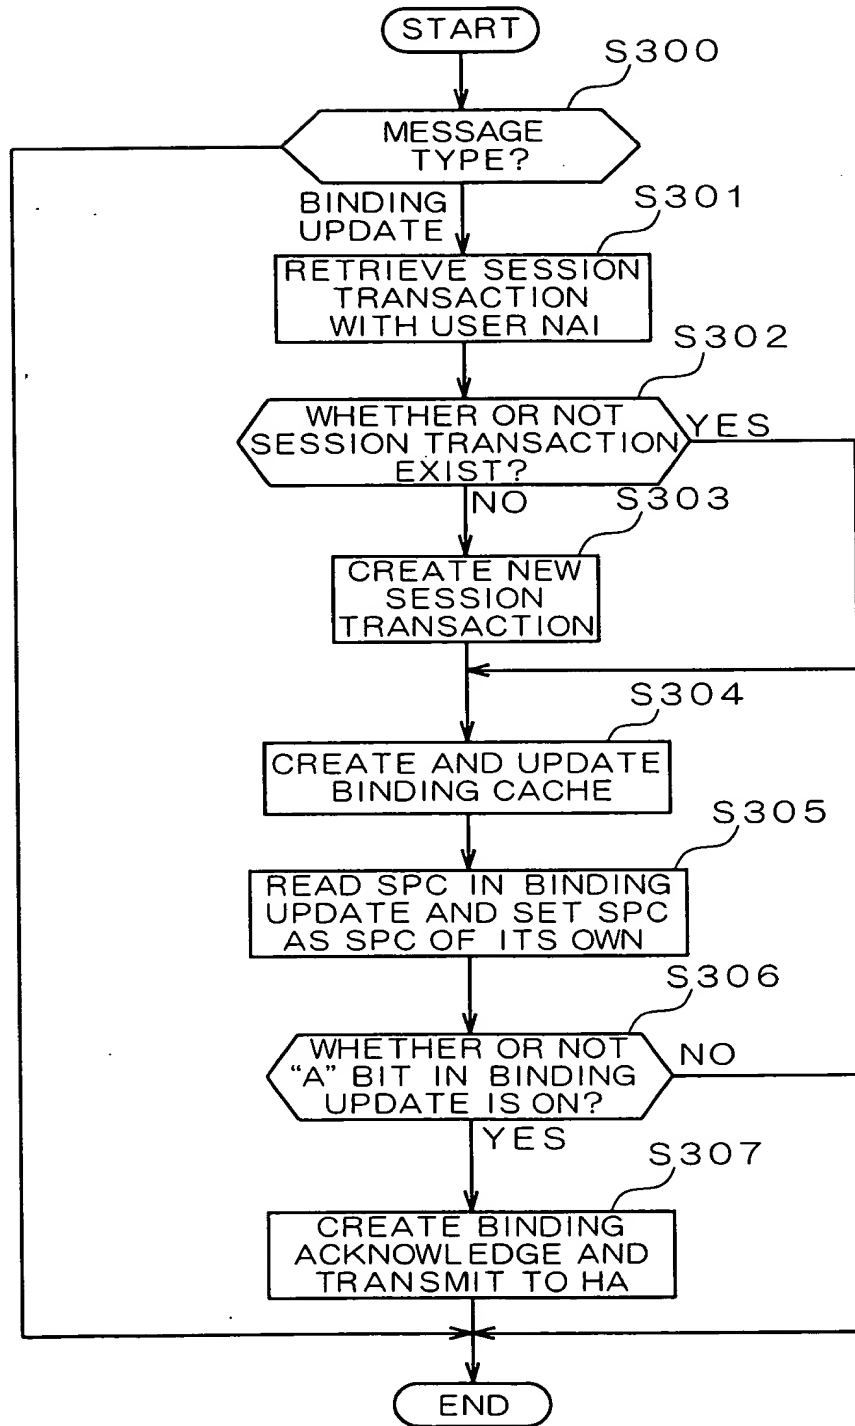 START
S300
MESSAGE
TYPE?
BINDING
UPDATE
S301
RETRIEVE SESSION
TRANSACTION
WITH USER NAI
S302
WHETHER OR NOT
SESSION TRANSACTION
EXIST?
YES
NO
S303
CREATE NEW
SESSION
TRANSACTION
S304
CREATE AND UPDATE
BINDING CACHE
S305
READ SPC IN BINDING
UPDATE AND SET SPC
AS SPC OF ITS OWN
S306
WHETHER OR NOT
"A" BIT IN BINDING
UPDATE IS ON?
NO
YES
S307
CREATE BINDING
ACKNOWLEDGE AND
TRANSMIT TO HA
END